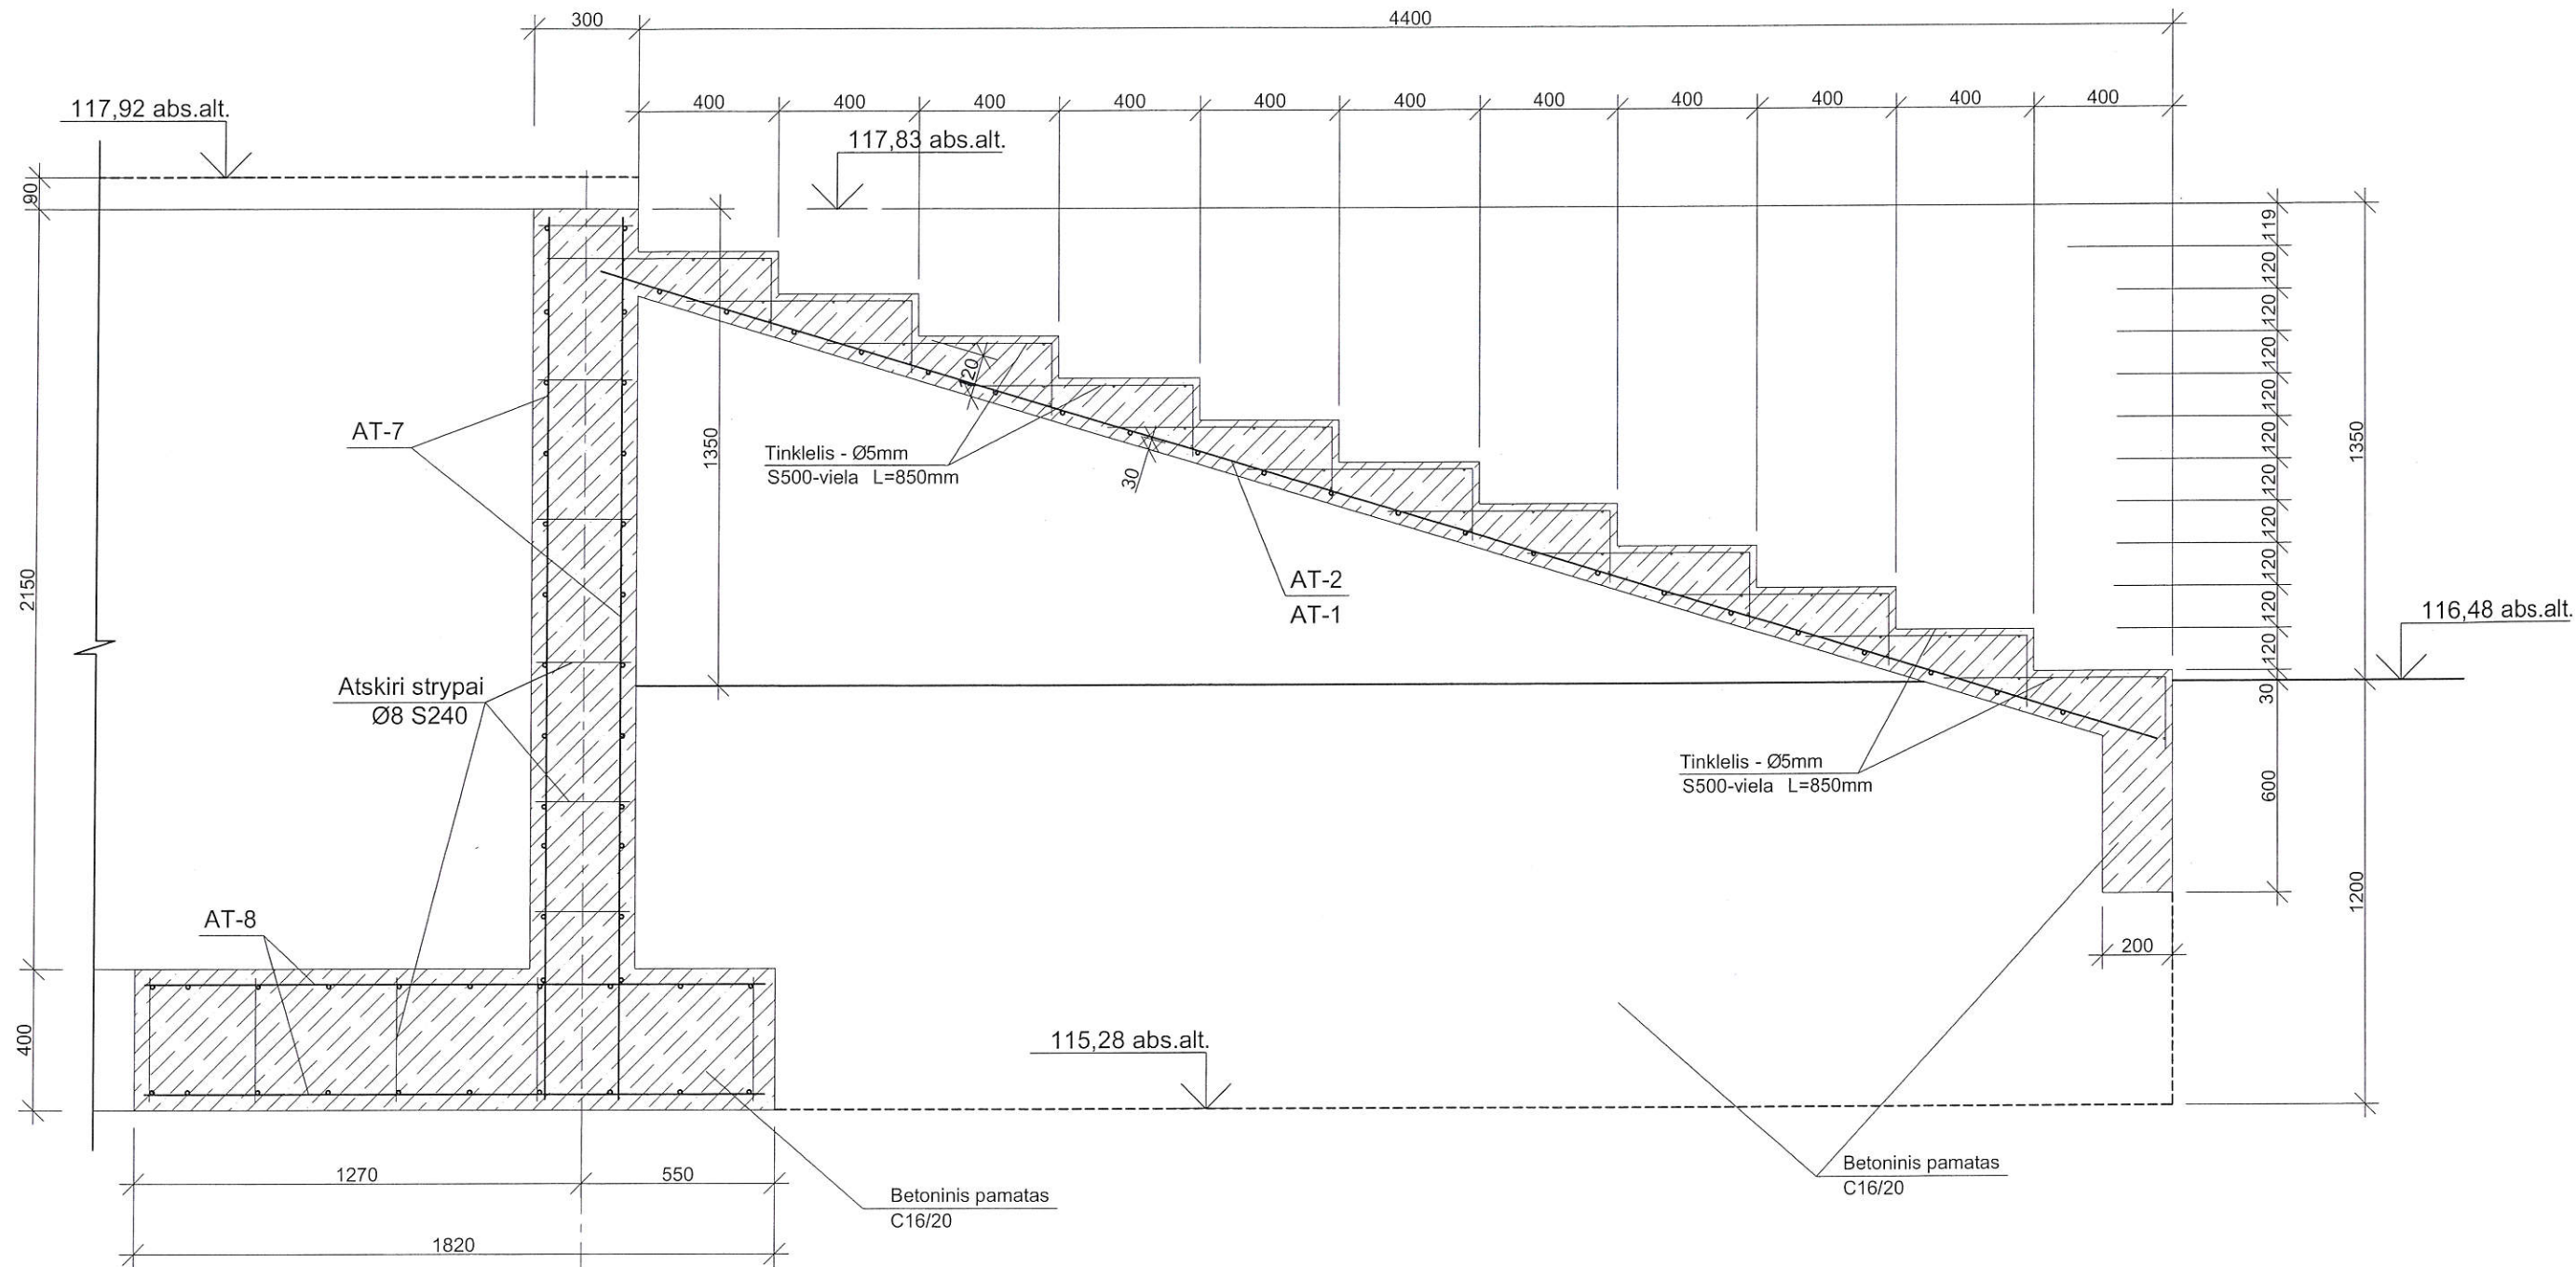 300
4400
400 400 400 400 400 400 400 400 400 400 400
117,92 abs.alt.
117,83 abs.alt.
90
119
120
120
120
120
120
120
120
120
120
120
30
600
1350
1200
116,48 abs.alt.
120
30
1350
AT-7
Tinklelis - Ø5mm
S500-viela L=850mm
2150
AT-2
AT-1
Atskiri strypai
Ø8 S240
Tinklelis - Ø5mm
S500-viela L=850mm
AT-8
200
400
115,28 abs.alt.
1270
550
Betoninis pamatas
C16/20
Betoninis pamatas
C16/20
1820